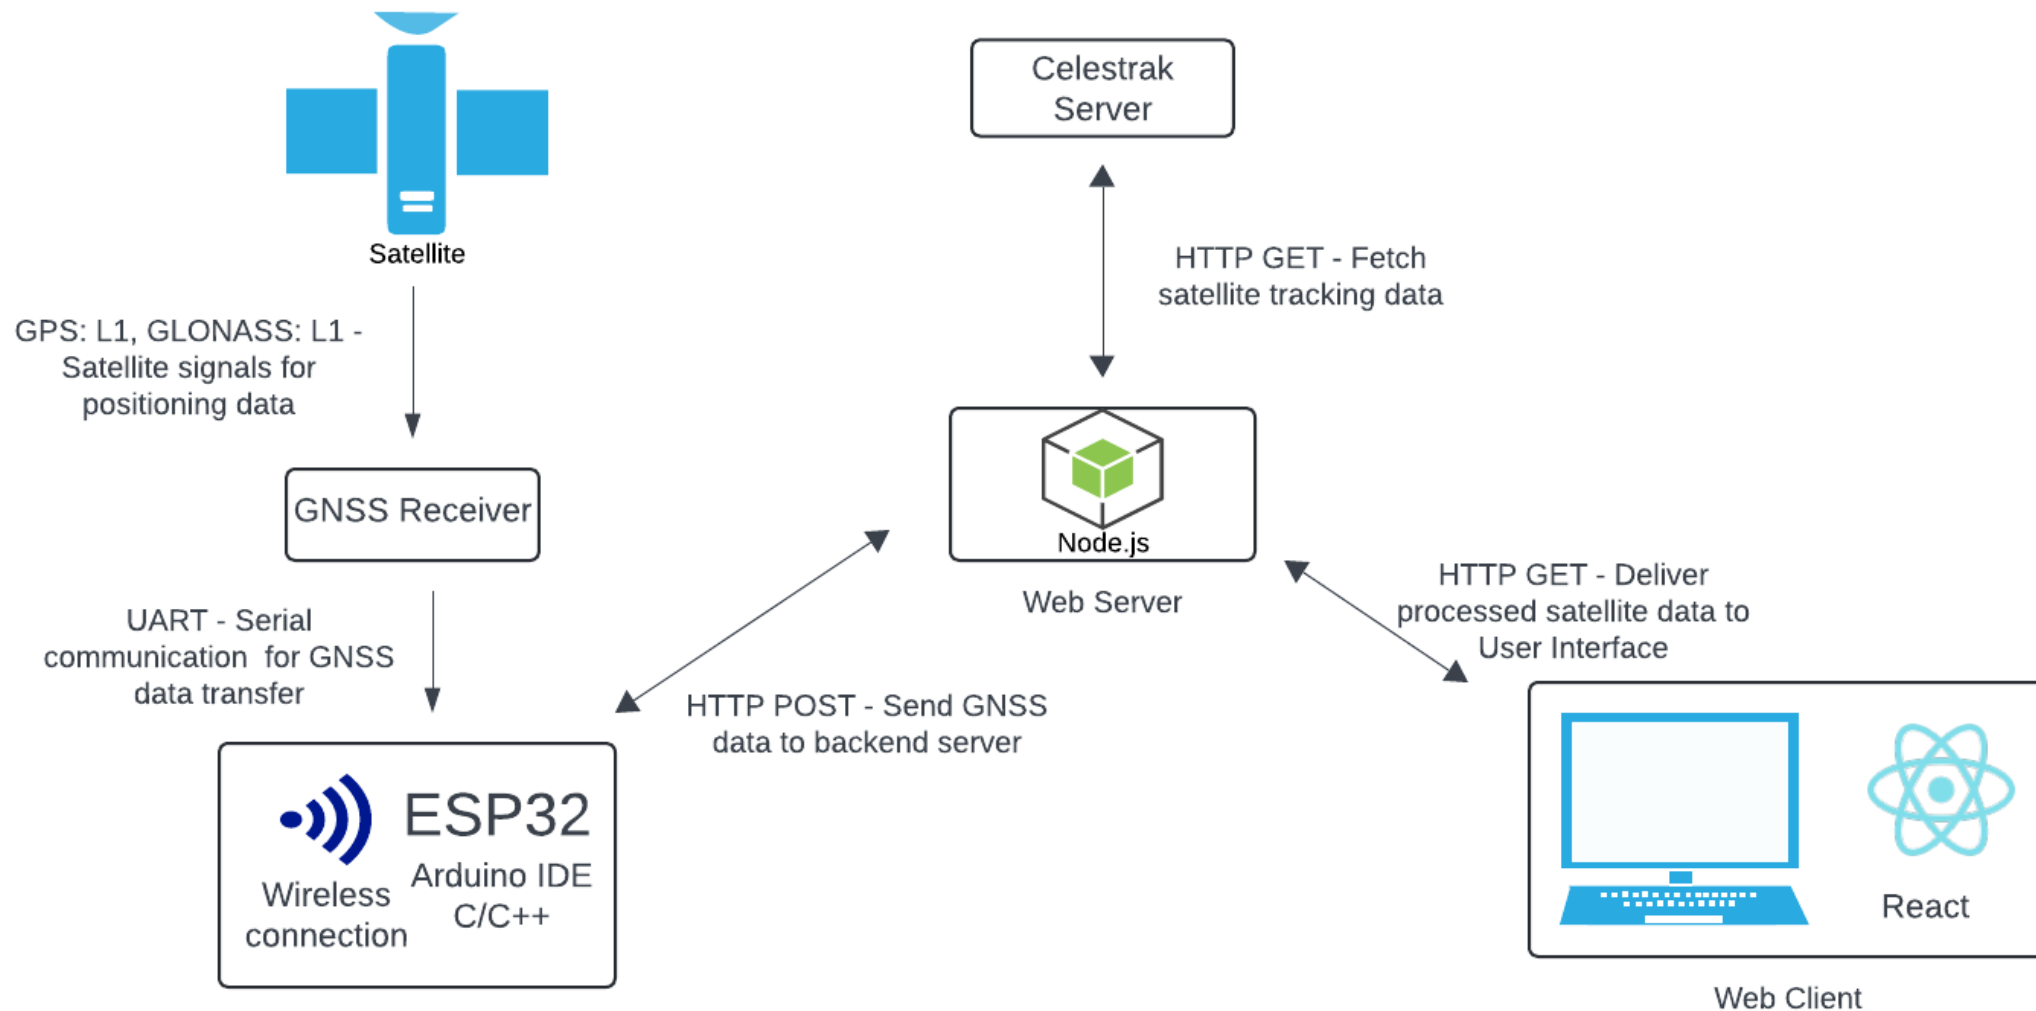 Satellite
GPS: L1, GLONASS: L1 -
Satellite signals for
positioning data
GNSS Receiver
UART - Serial
communication  for GNSS
data transfer
ESP32
Arduino IDE
C/C++
Wireless
connection
HTTP POST - Send GNSS
data to backend server
Celestrak
Server
HTTP GET - Fetch
satellite tracking data
Node.js
Web Server
HTTP GET - Deliver
processed satellite data to
User Interface
React
Web Client